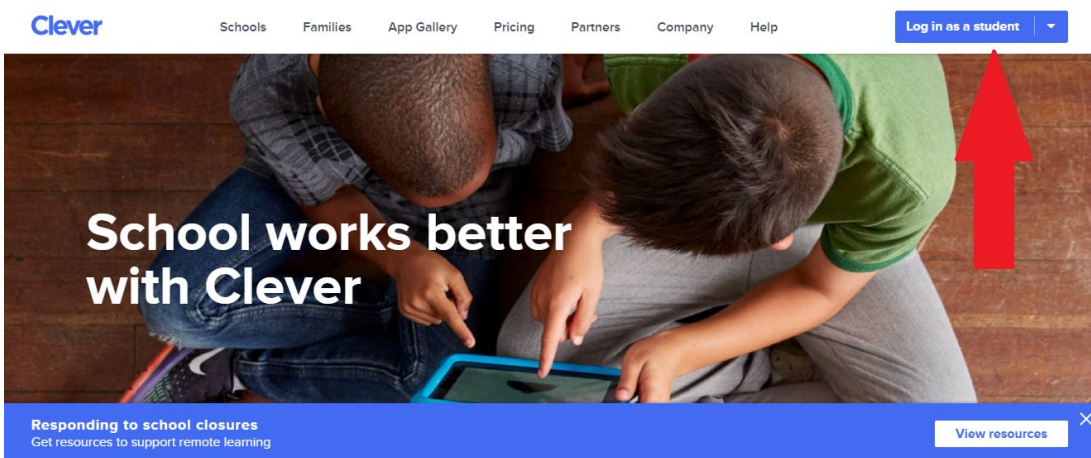 Clever
Schools Families App Gallery Pricing Partners Company Help
Log in as a student
School works better
with Clever
Responding to school closures
Get resources to support remote learning
View resources